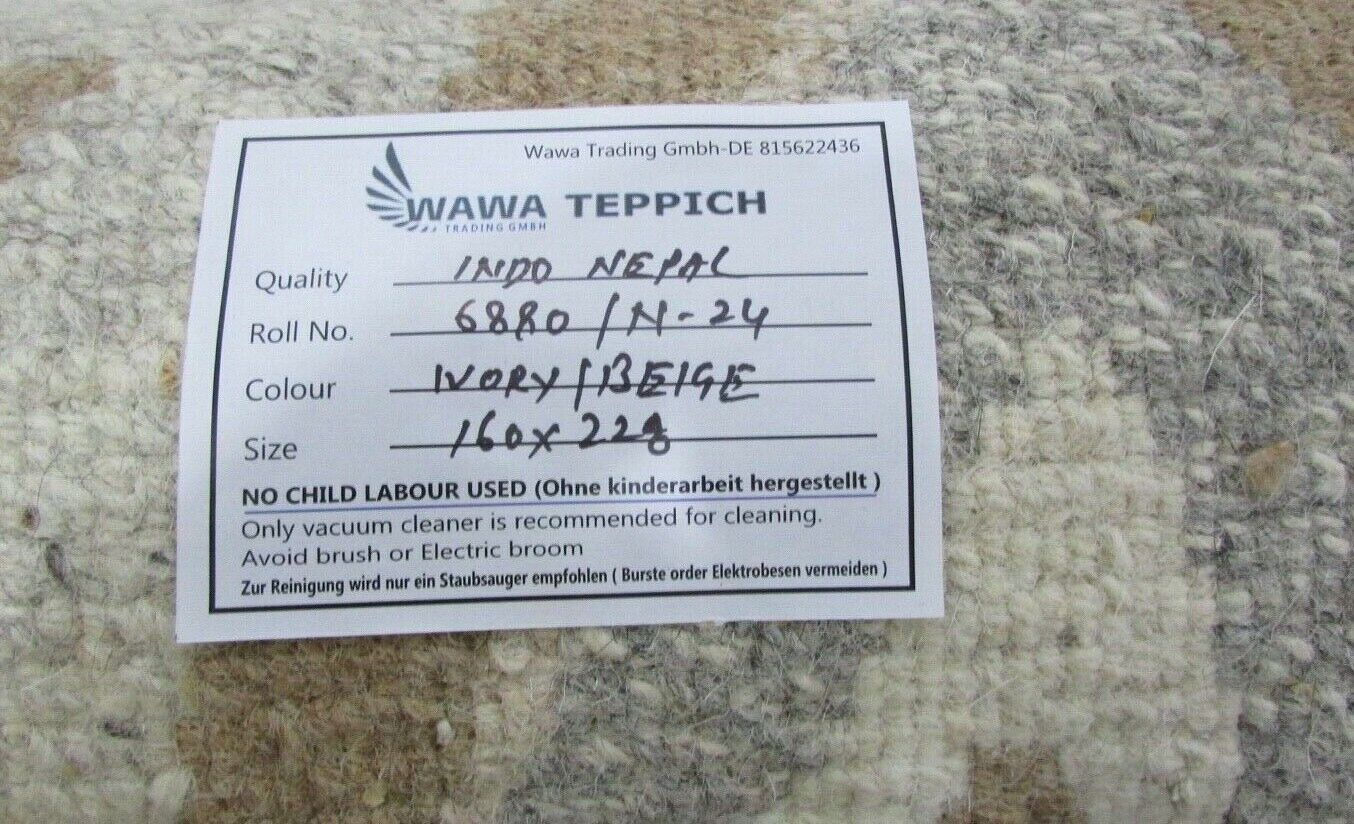 Wawa Trading Gmbh-DE 815622436
WAWA TEPPICH
TRADING GMBH
Quality INDO NEPAL
Roll No. 6880 / N-24
Colour IVORY / BEIGE
Size 160x228
NO CHILD LABOUR USED (Ohne kinderarbeit hergestellt )
Only vacuum cleaner is recommended for cleaning.
Avoid brush or Electric broom
Zur Reinigung wird nur ein Staubsauger empfohlen ( Burste order Elektrobesen vermeiden )